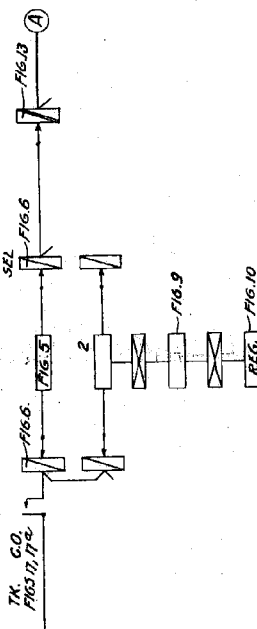 A
FIG.13
FIG.6
SEL
FIG.5
2
FIG.9
FIG.10
REG.
FIG.6.
TK. C.O.
FIGS 17, 17a